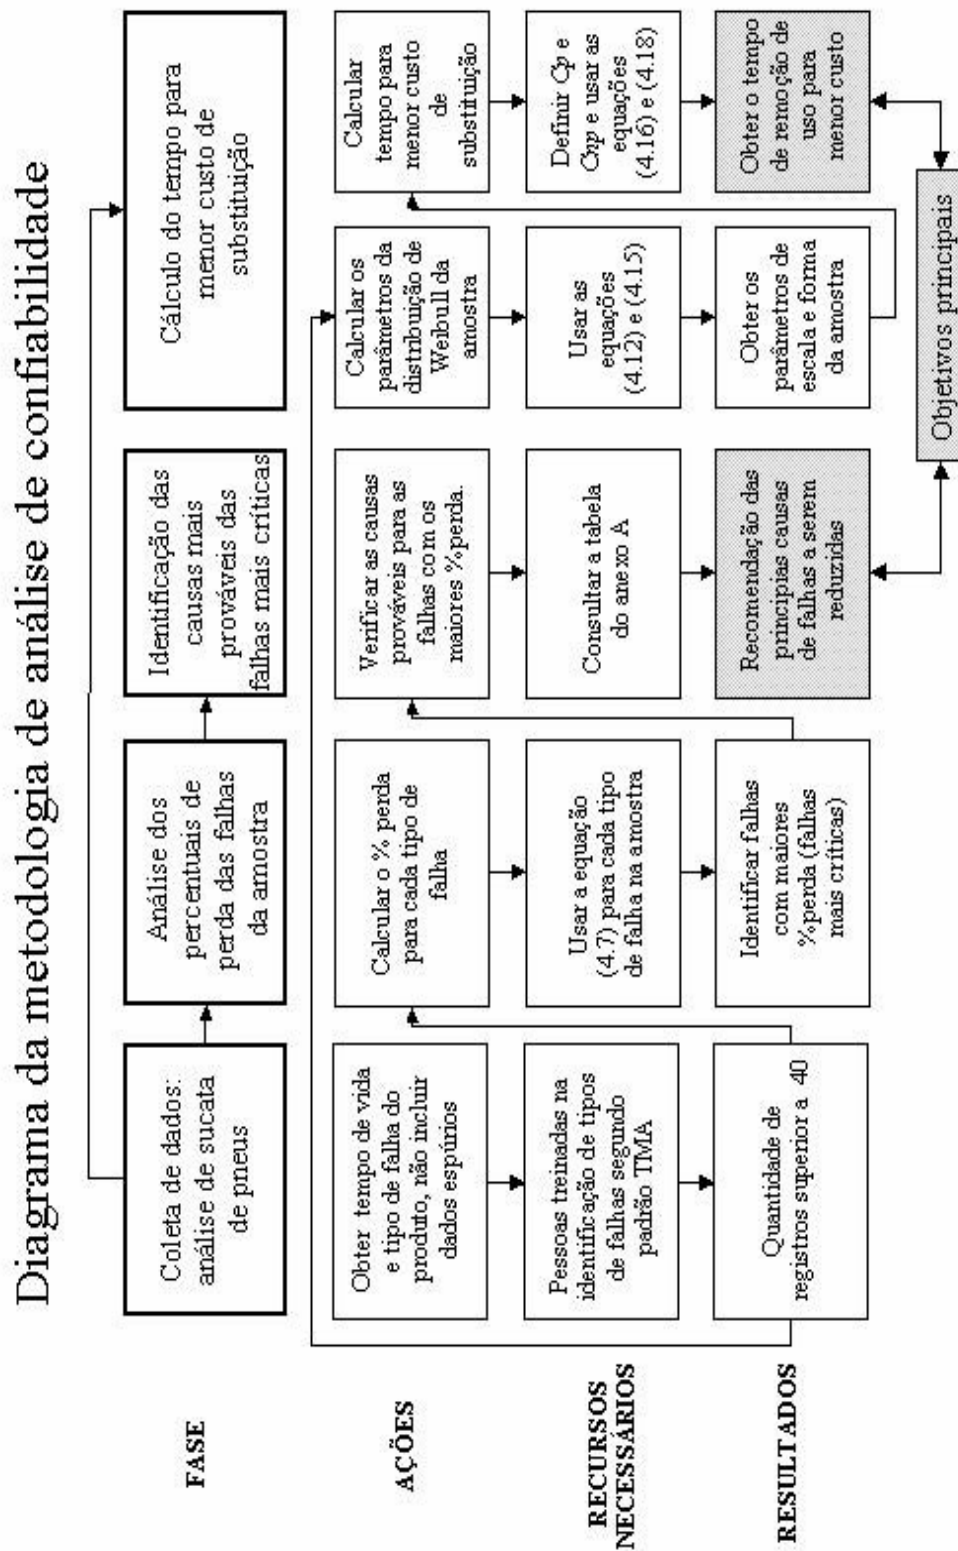 Diagrama da metodologia de análise de confiabilidade
FASE
Coleta de dados:
análise de sucata
de pneus
Análise dos
percentuais de
perda das falhas
da amostra
Identificação das
causas mais
prováveis das
falhas mais críticas
Cálculo do tempo para
menor custo de
substituição
AÇÕES
Obter tempo de vida
e tipo de falha do
produto, não incluir
dados espúrios
Calcular o % perda
para cada tipo de
falha
Verificar as causas
prováveis para as
falhas com os
maiores %perda.
Calcular os
parâmetros da
distribuição de
Weibull da
amostra
Calcular
tempo para
menor custo
de
substituição
RECURSOS
NECESSÁRIOS
Pessoas treinadas na
identificação de tipos
de falhas segundo
padrão TMA
Usar a equação
(4.7) para cada tipo
de falha na amostra
Consultar a tabela
do anexo A
Usar as
equações
(4.12) e (4.15)
Definir Cp e
Cnp e usar as
equações
(4.16) e (4.18)
RESULTADOS
Quantidade de
registros superior a 40
Identificar falhas
com maiores
%perda (falhas
mais críticas)
Recomendação das
principias causas
de falhas a serem
reduzidas
Obter os
parâmetros de
escala e forma
da amostra
Obter o tempo
de remoção de
uso para
menor custo
Objetivos principais